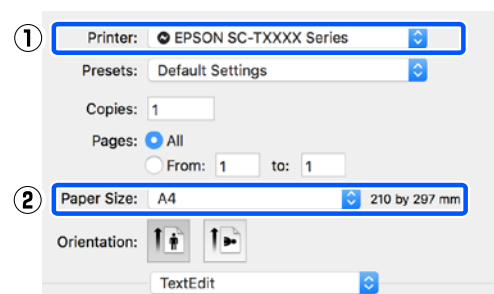 ① Printer: EPSON SC-TXXXX Series
Presets: Default Settings
Copies: 1
Pages: All
From: 1 to: 1
② Paper Size: A4 210 by 297 mm
Orientation:
TextEdit